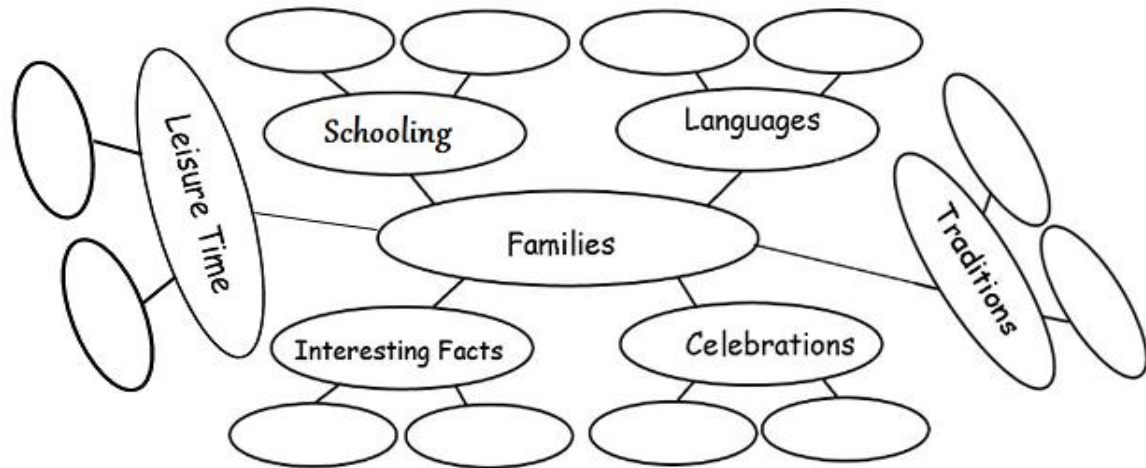 Schooling
Languages
Leisure Time
Families
Traditions
Interesting Facts
Celebrations